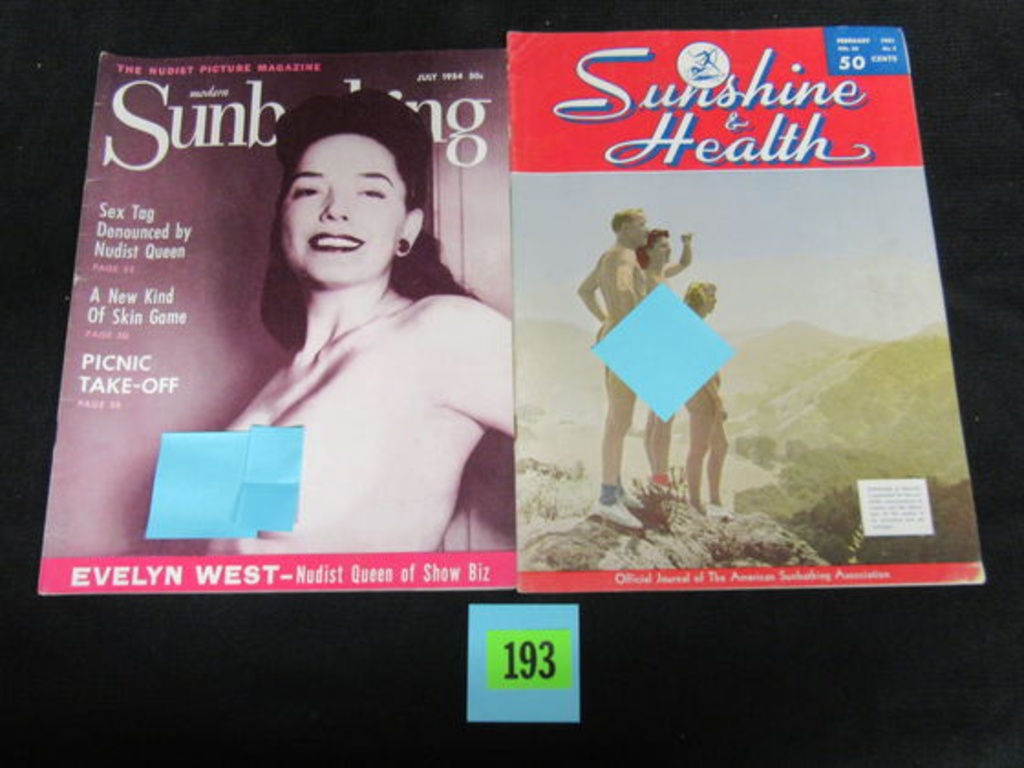 THE NUDIST PICTURE MAGAZINE
JULY 1954 50c
modern
Sunb ing
Sex Tag
Denounced by
Nudist Queen
A New Kind
Of Skin Game
PICNIC
TAKE-OFF
EVELYN WEST—Nudist Queen of Show Biz
FEBRUARY
50 CENTS
Sunshine
&
Health
Official Journal of The American Sunbathing Association
193